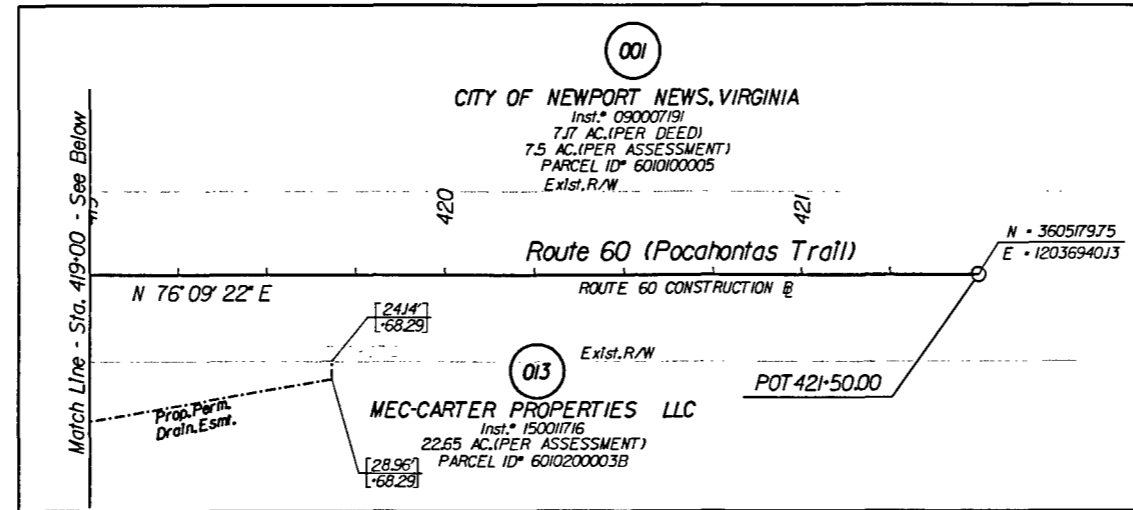 001
CITY OF NEWPORT NEWS, VIRGINIA
Inst.# 090007191
7.17 AC.(PER DEED)
7.5 AC.(PER ASSESSMENT)
PARCEL ID# 6010100005
Exist.R/W
Match Line - Sta. 419+00 - See Below
419
420
421
Route 60 (Pocahontas Trail)
N = 3605179.75
E = 12036940.13
N 76° 09' 22" E
ROUTE 60 CONSTRUCTION BL
[24.14']
[+68.29]
Exist.R/W
013
POT 421+50.00
Prop.Perm.
Drain.Esmt.
MEC-CARTER PROPERTIES LLC
Inst.# 150011716
22.65 AC.(PER ASSESSMENT)
PARCEL ID# 6010200003B
[28.96']
[+68.29]